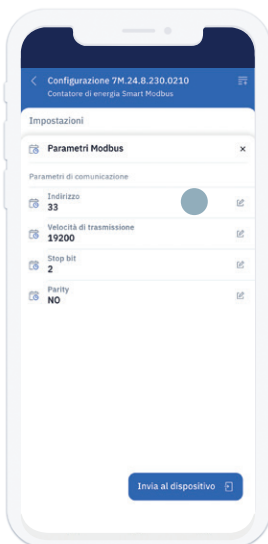 Configurazione 7M.24.8.230.0210
Contatore di energia Smart Modbus
Impostazioni
Parametri Modbus
Parametri di comunicazione
Indirizzo
33
Velocità di trasmissione
19200
Stop bit
2
Parity
NO
Invia al dispositivo